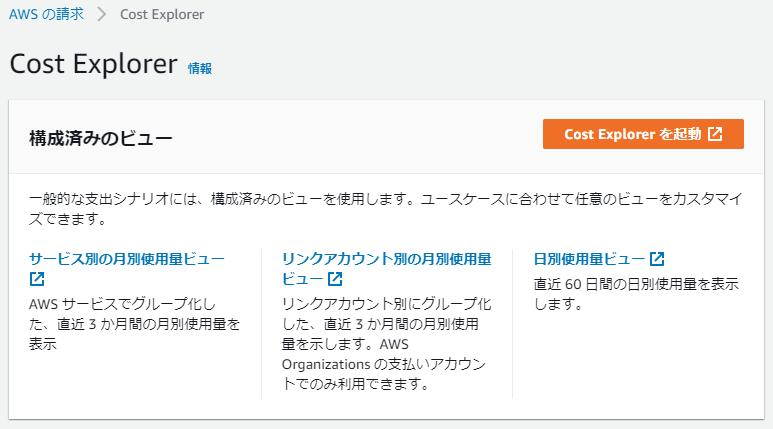 AWS の請求 > Cost Explorer
Cost Explorer 情報
構成済みのビュー
Cost Explorer を起動
一般的な支出シナリオには、構成済みのビューを使用します。ユースケースに合わせて任意のビューをカスタマイ
ズできます。
サービス別の月別使用量ビュー
AWS サービスでグループ化し
た、直近 3 か月間の月別使用量を
表示
リンクアカウント別の月別使用量
ビュー
リンクアカウント別にグループ化
した、直近 3 か月間の月別使用
量を示します。AWS
Organizations の支払いアカウン
トでのみ利用できます。
日別使用量ビュー
直近 60 日間の日別使用量を表示
します。